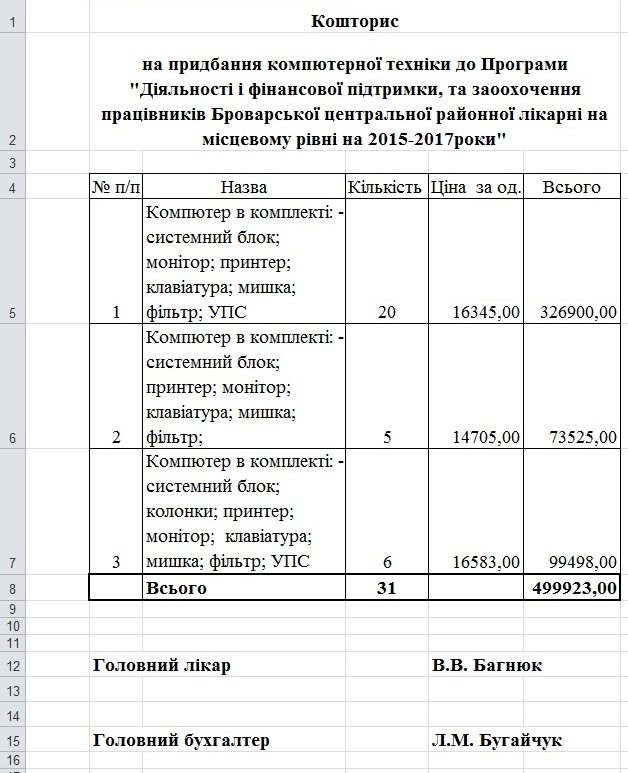 1 Кошторис
на придбання компютерної техніки до Програми
"Діяльності і фінансової підтримки, та заоохочення
працівників Броварської центральної районної лікарні на
2 місцевому рівні на 2015-2017роки"
3
4 № п/п Назва Кількість Ціна за од. Всього
Компютер в комплекті: -
системний блок;
монітор; принтер;
клавіатура; мишка;
5 1 фільтр; УПС 20 16345,00 326900,00
Компютер в комплекті: -
системний блок;
принтер; монітор;
клавіатура; мишка;
6 2 фільтр; 5 14705,00 73525,00
Компютер в комплекті: -
системний блок;
колонки; принтер;
монітор; клавіатура;
7 3 мишка; фільтр; УПС 6 16583,00 99498,00
8 Всього 31 499923,00
9
10
11
12 Головний лікар В.В. Багнюк
13
14
15 Головний бухгалтер Л.М. Бугайчук
16